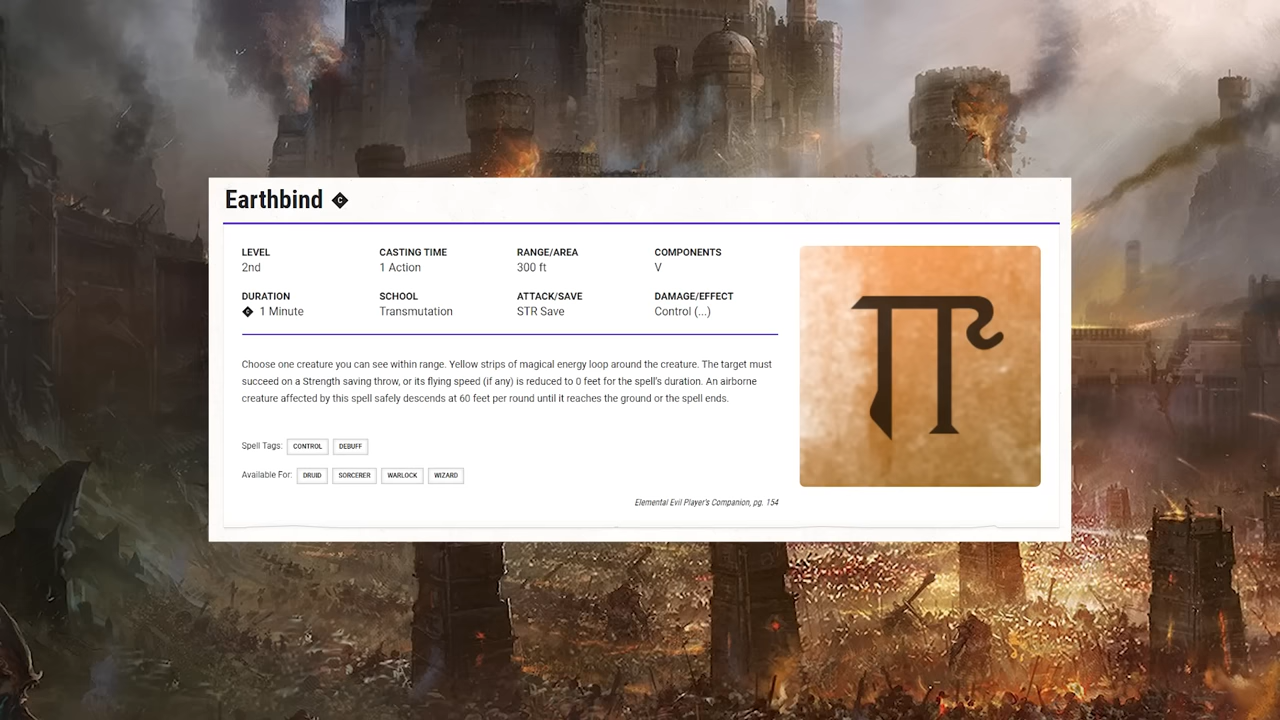 Earthbind
LEVEL CASTING TIME RANGE/AREA COMPONENTS
2nd 1 Action 300 ft V
DURATION SCHOOL ATTACK/SAVE DAMAGE/EFFECT
1 Minute Transmutation STR Save Control (...)
Choose one creature you can see within range. Yellow strips of magical energy loop around the creature. The target must
succeed on a Strength saving throw, or its flying speed (if any) is reduced to 0 feet for the spell's duration. An airborne
creature affected by this spell safely descends at 60 feet per round until it reaches the ground or the spell ends.
Spell Tags: CONTROL DEBUFF
Available For: DRUID SORCERER WARLOCK WIZARD
Elemental Evil Player's Companion, pg. 154